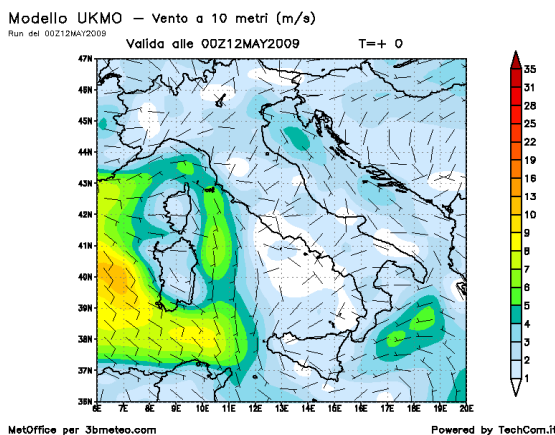 Modello UKMO - Vento a 10 metri (m/s)
Run del 00Z12MAY2009
Valida alle 00Z12MAY2009 T=+ 0
47N
46N
45N
44N
43N
42N
41N
40N
39N
38N
37N
36N
6E 7E 8E 9E 10E 11E 12E 13E 14E 15E 16E 17E 18E 19E 20E
35
31
28
25
22
19
16
13
10
9
8
7
6
5
4
3
2
1
MetOffice per 3bmeteo.com Powered by TechCom.it